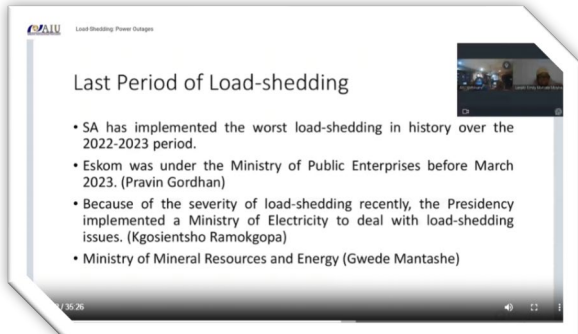 AIU
Load-Shedding: Power Outages
Last Period of Load-shedding
• SA has implemented the worst load-shedding in history over the
2022-2023 period.
• Eskom was under the Ministry of Public Enterprises before March
2023. (Pravin Gordhan)
• Because of the severity of load-shedding recently, the Presidency
implemented a Ministry of Electricity to deal with load-shedding
issues. (Kgosientsho Ramokgopa)
• Ministry of Mineral Resources and Energy (Gwede Mantashe)
/ 35:26